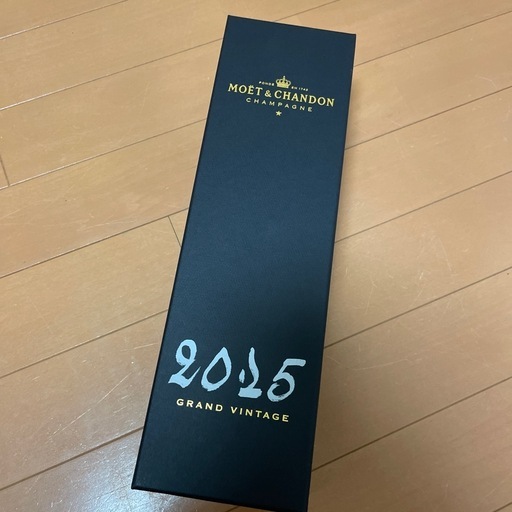 FONDÉ EN 1743
MOËT & CHANDON
CHAMPAGNE
2015
GRAND VINTAGE